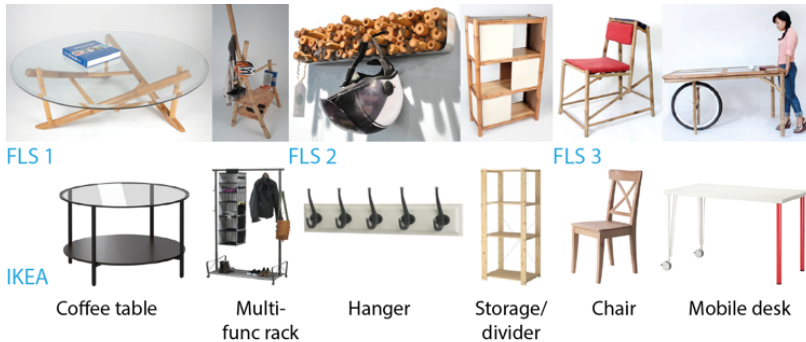 FLS 1
FLS 2
FLS 3
IKEA
Coffee table
Multi-
func rack
Hanger
Storage/
divider
Chair
Mobile desk